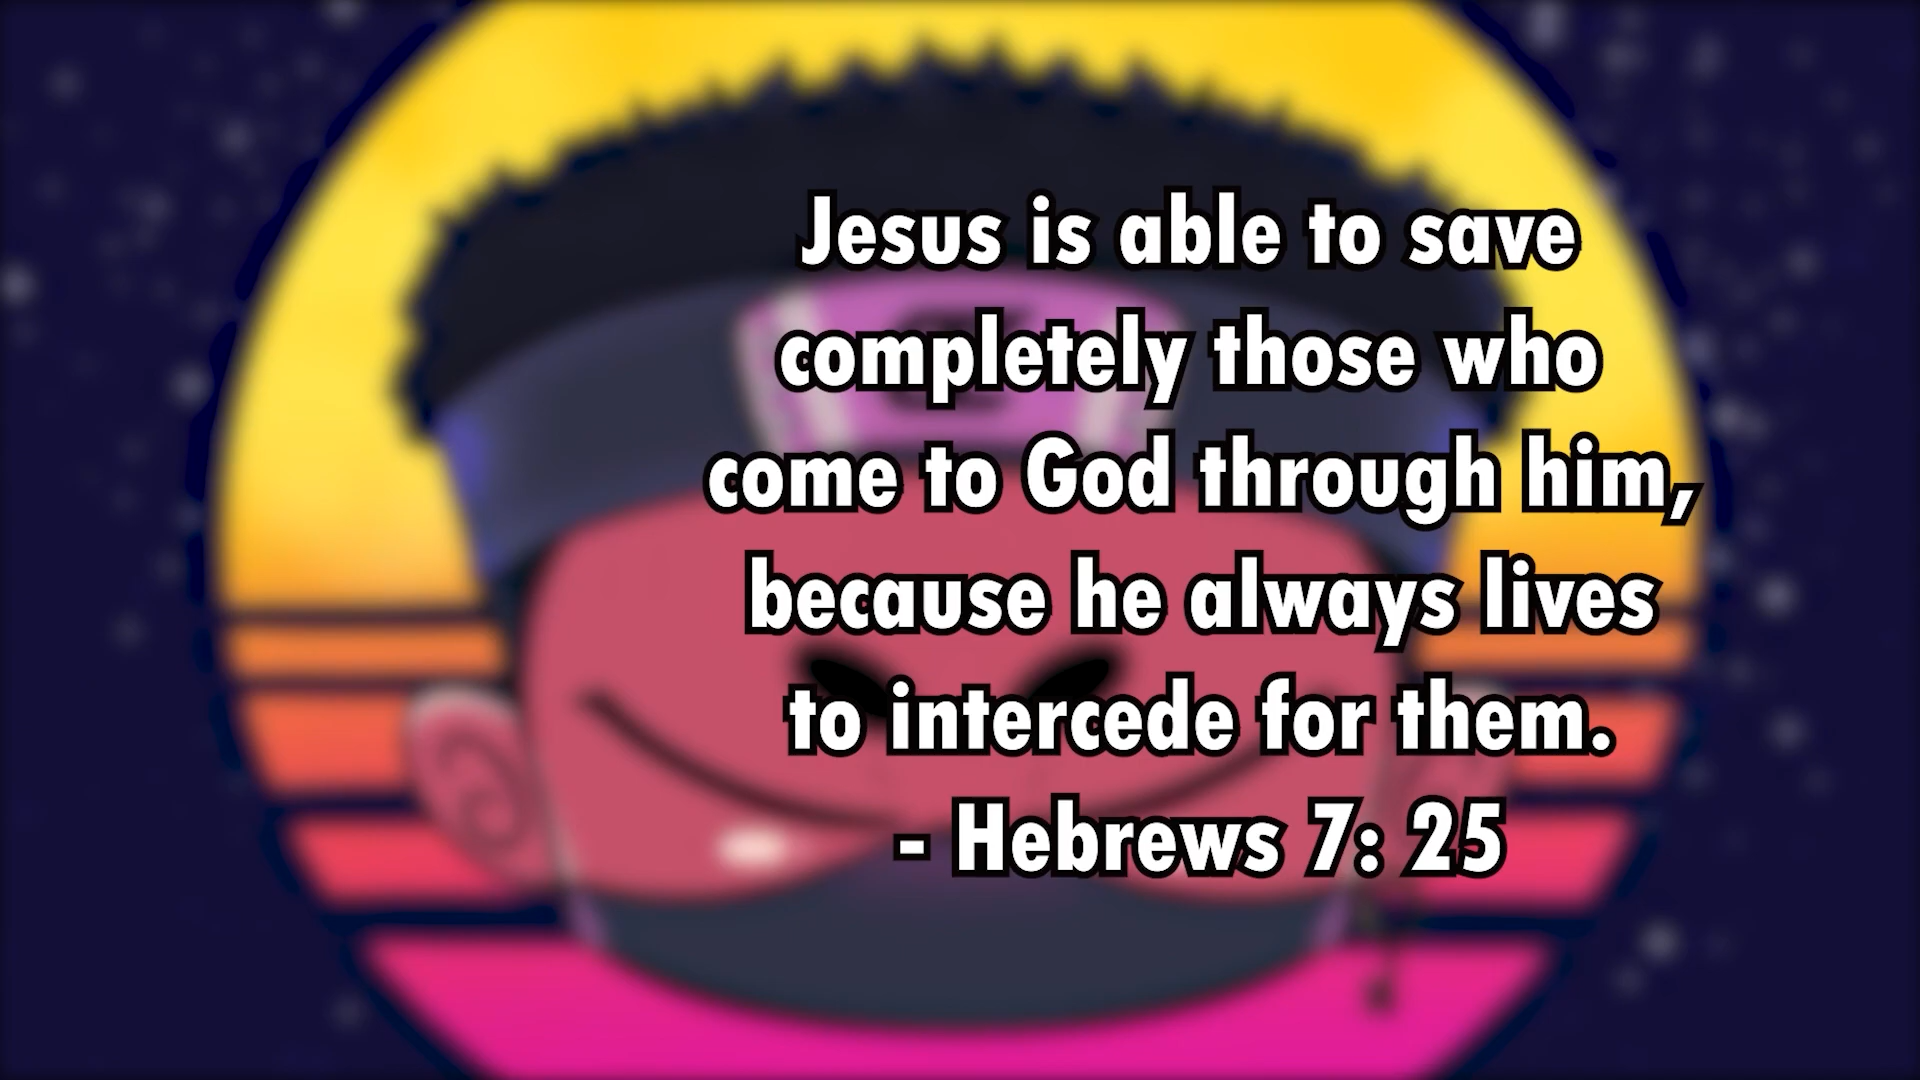 Jesus is able to save
completely those who
come to God through him,
because he always lives
to intercede for them.
- Hebrews 7: 25